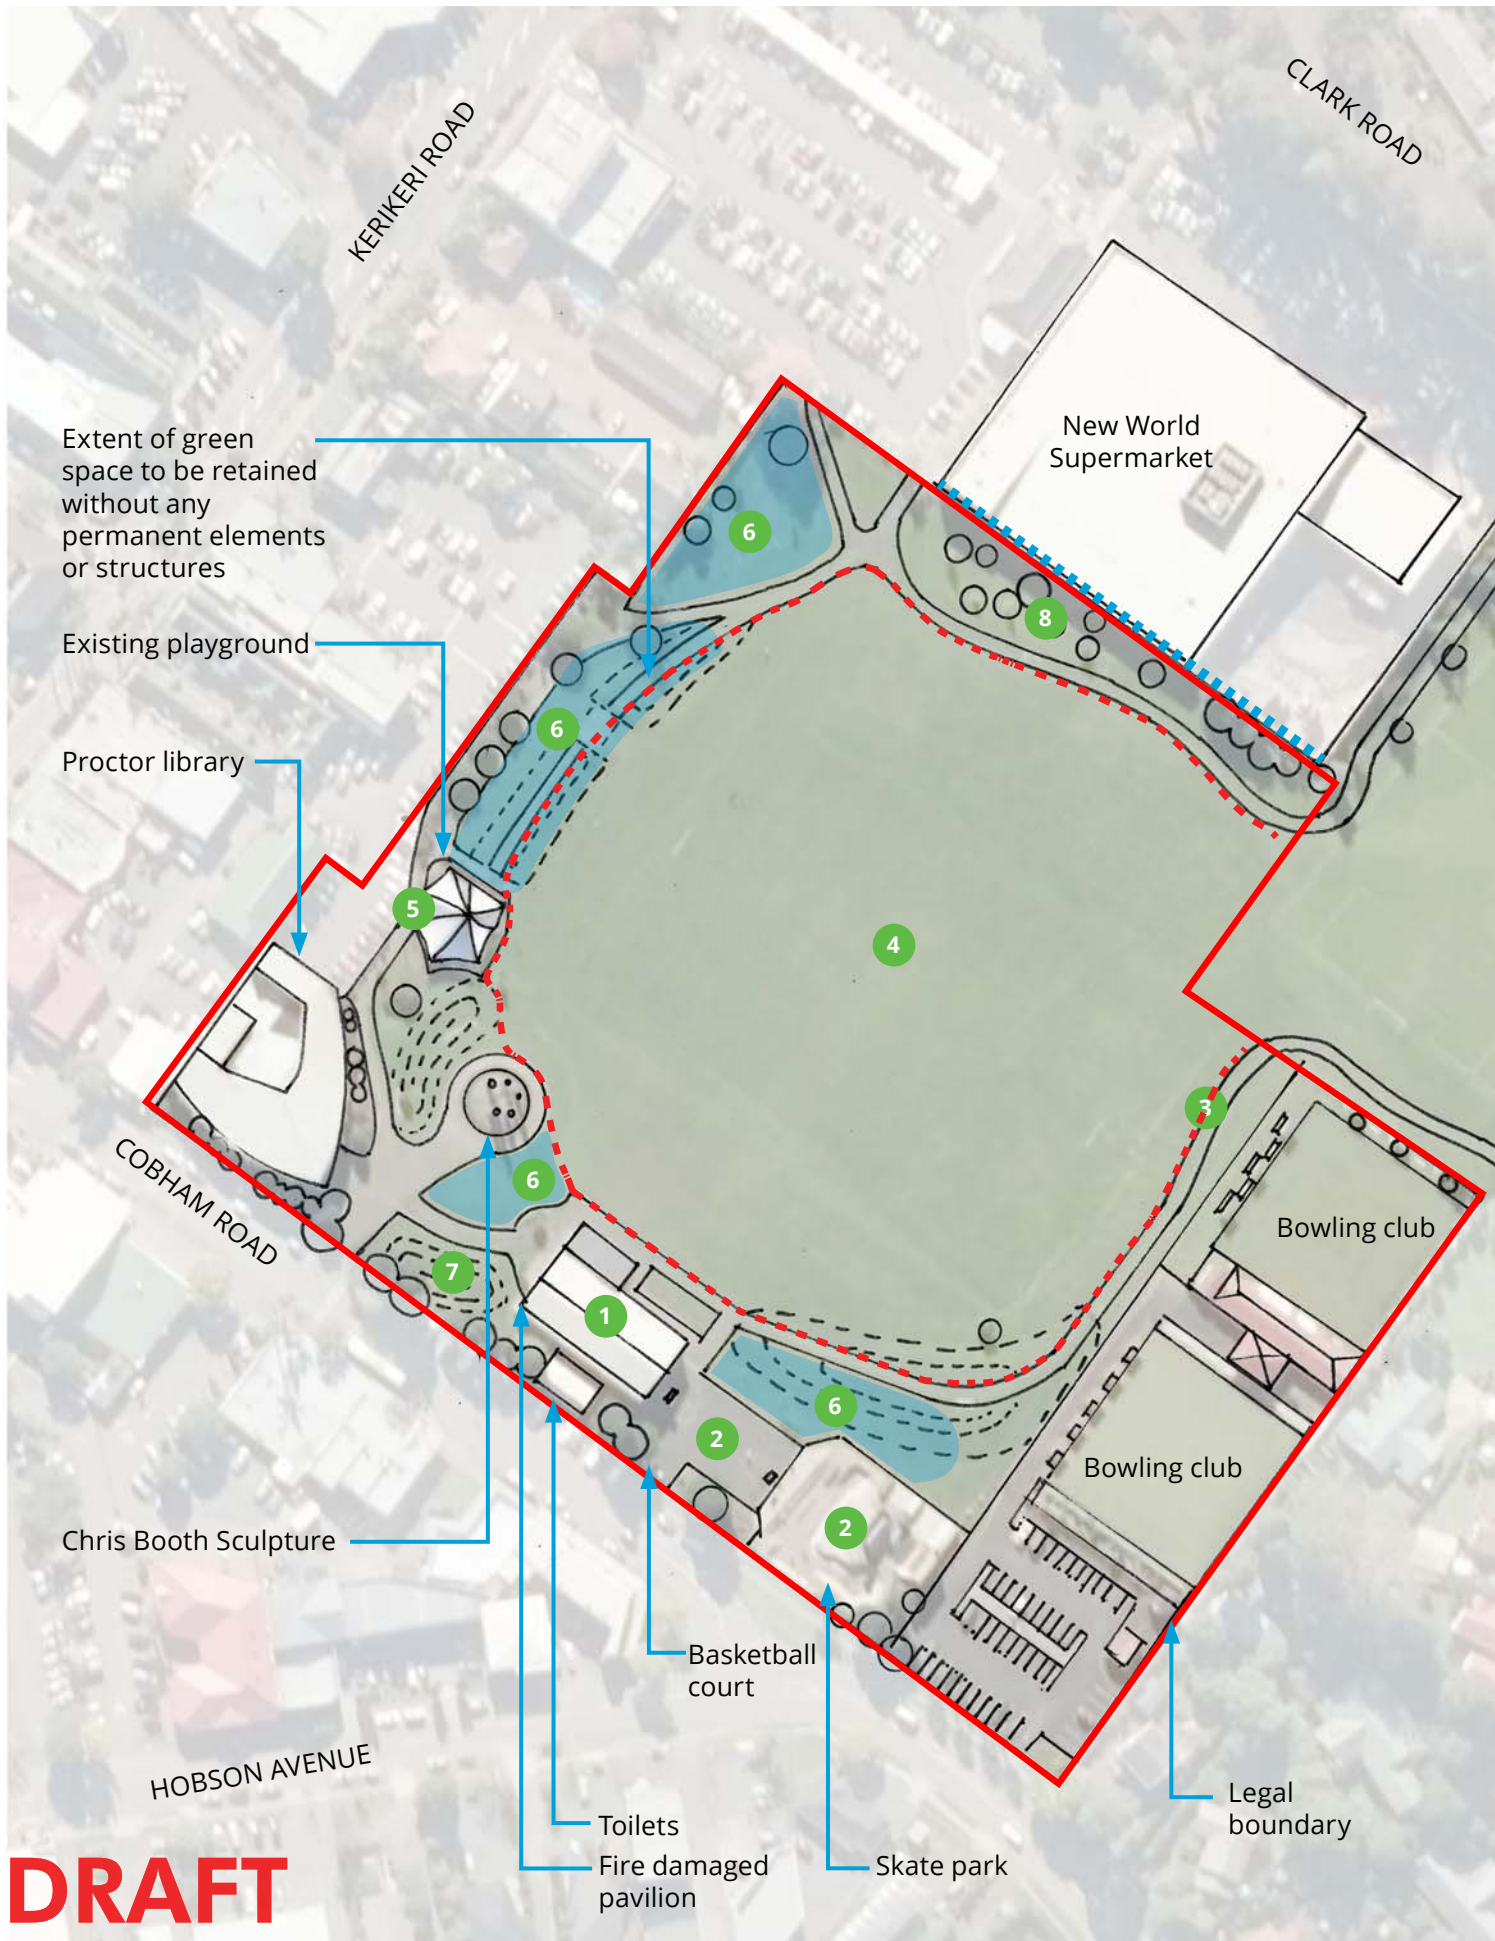 CLARK ROAD
KERIKERI ROAD
New World
Supermarket
Extent of green
space to be retained
without any
permanent elements
or structures
6
8
Existing playground
6
Proctor library
5
4
3
COBHAM ROAD
6
Bowling club
7
1
6
2
Bowling club
2
Chris Booth Sculpture
Basketball
court
HOBSON AVENUE
Legal
boundary
Toilets
Fire damaged
pavilion
Skate park
DRAFT